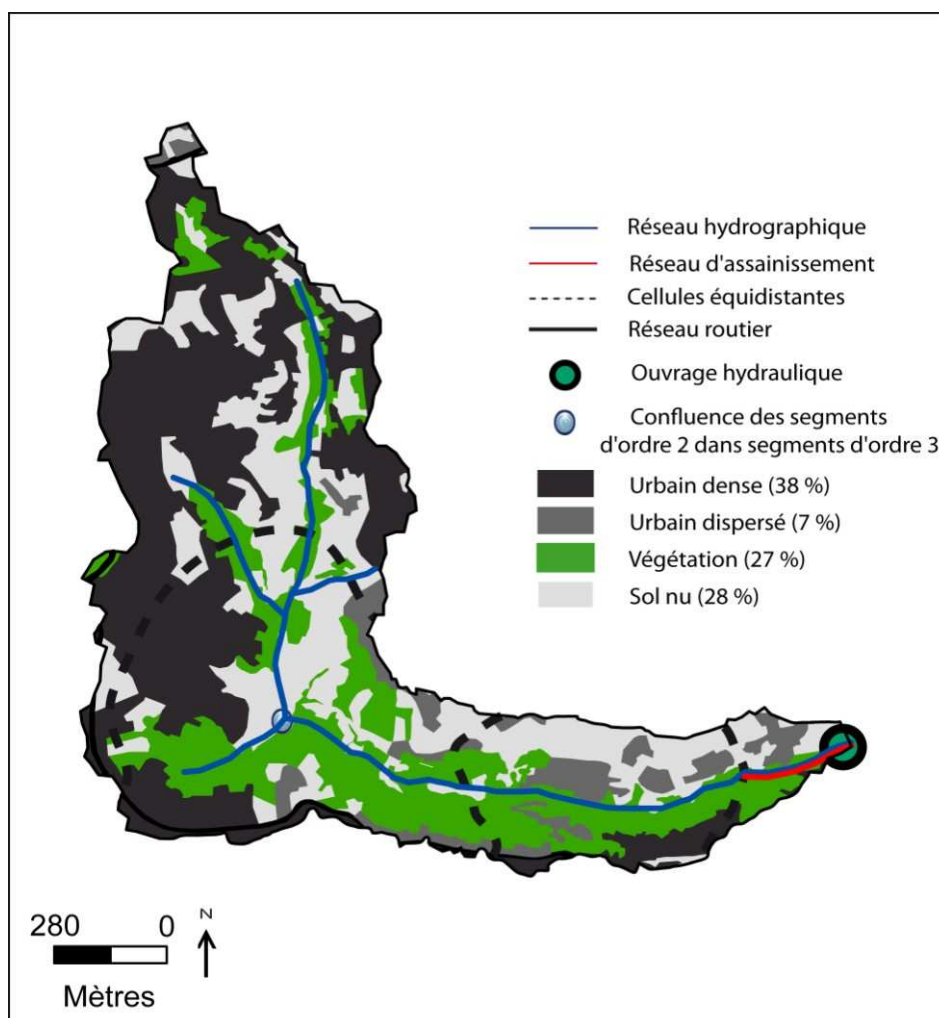 Réseau hydrographique
Réseau d'assainissement
Cellules équidistantes
Réseau routier
Ouvrage hydraulique
Confluence des segments
d'ordre 2 dans segments d'ordre 3
Urbain dense (38 %)
Urbain dispersé (7 %)
Végétation (27 %)
Sol nu (28 %)
280 0
N
Mètres